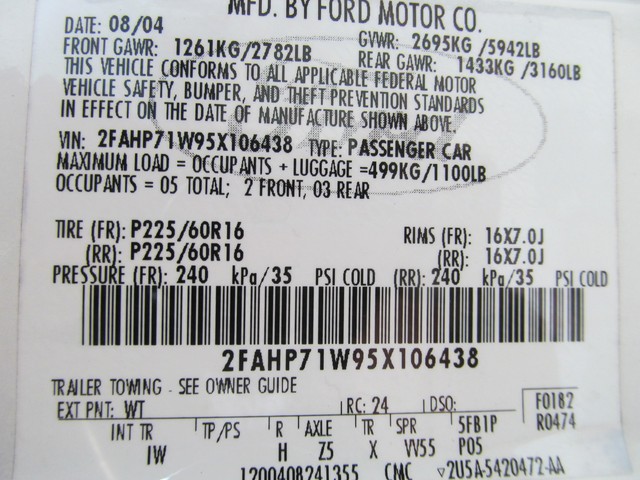 MFD. BY FORD MOTOR CO.
DATE: 08/04 GVWR: 2695KG /5942LB
FRONT GAWR: 1261KG/2782LB REAR GAWR: 1433KG /3160LB
THIS VEHICLE CONFORMS TO ALL APPLICABLE FEDERAL MOTOR
VEHICLE SAFETY, BUMPER, AND THEFT PREVENTION STANDARDS
IN EFFECT ON THE DATE OF MANUFACTURE SHOWN ABOVE.
VIN: 2FAHP71W95X106438 TYPE: PASSENGER CAR
MAXIMUM LOAD = OCCUPANTS + LUGGAGE =499KG/1100LB
OCCUPANTS = 05 TOTAL; 2 FRONT, 03 REAR
TIRE (FR): P225/60R16 RIMS (FR): 16X7.0J
(RR): P225/60R16 (RR): 16X7.0J
PRESSURE (FR): 240 kPa/35 PSI COLD (RR): 240 kPa/35 PSI COLD
2FAHP71W95X106438
TRAILER TOWING - SEE OWNER GUIDE
EXT PNT: WT RC: 24 DSO: F0182
R0474
INT TR TP/PS R AXLE TR SPR 5FB1P
IW H Z5 X VV55 P05
1200408241355 CMC ▽2U5A-5420472-AA